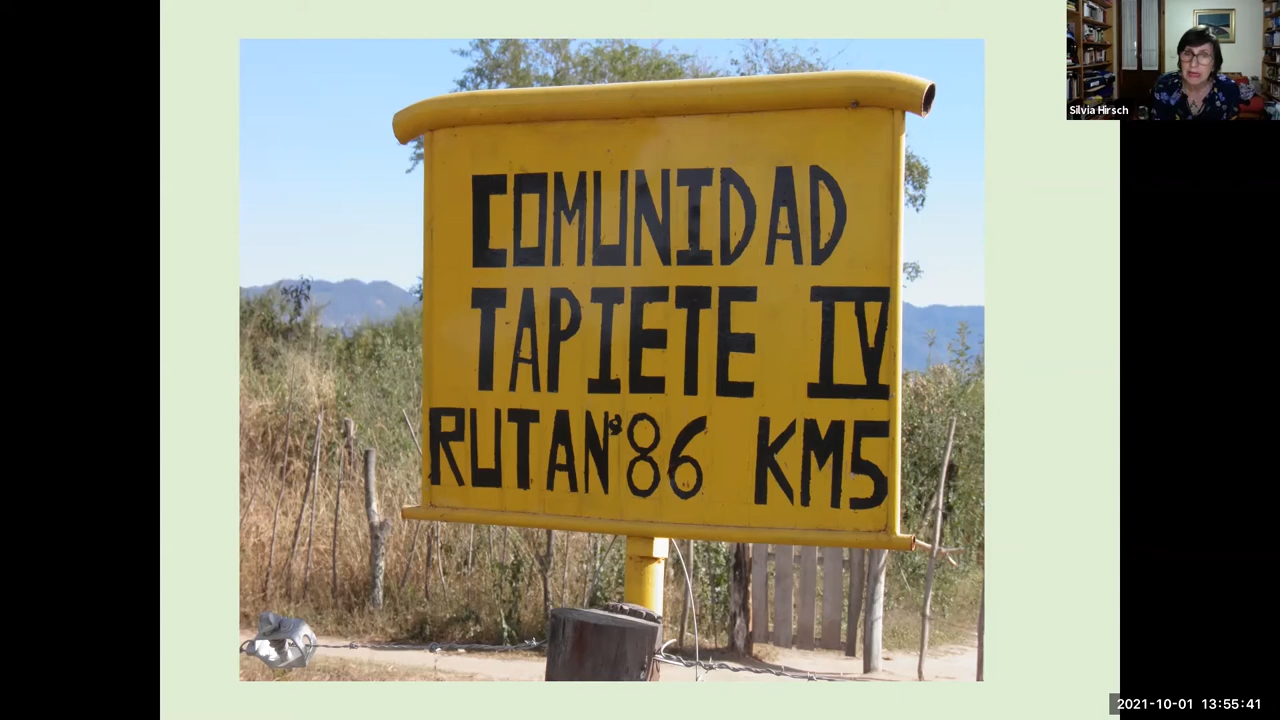 COMUNIDAD
TAPIETE IV
RUTA N° 86 KM5
Silvia Hirsch
2021-10-01 13:55:41